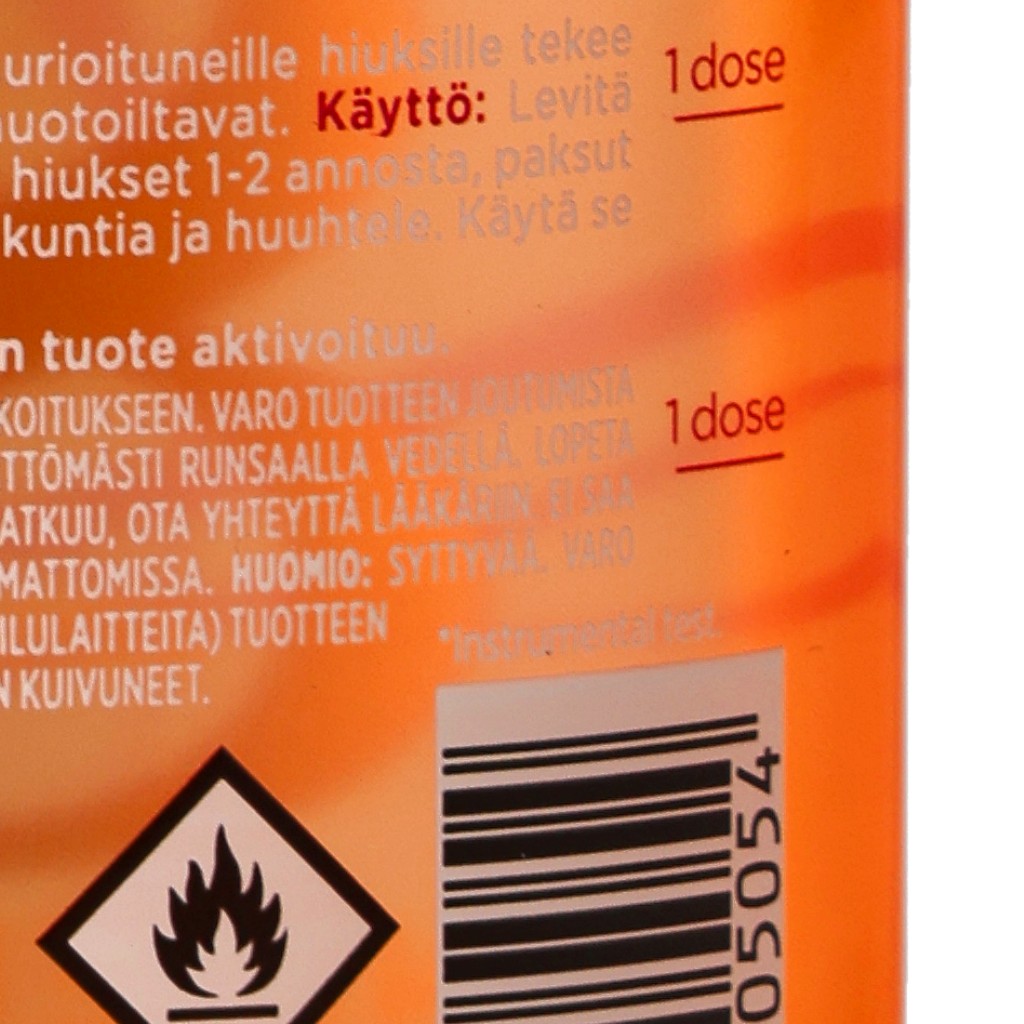 urioituneille hiuksille tekee
uotoiltavat. Käyttö: Levitä
hiukset 1-2 annosta, paksut
kuntia ja huuhtele. Käytä se
n tuote aktivoituu.
KOITUKSEEN. VARO TUOTTEEN JOUTUMISTA
TTÖMÄSTI RUNSAALLA VEDELLÄ. LOPETA
ATKUU, OTA YHTEYTTÄ LÄÄKÄRIIN. EI SAA
MATTOMISSA. HUOMIO: SYTTYVÄÄ. VARO
ILULAITTEITA) TUOTTEEN
N KUIVUNEET.
1 dose
1 dose
*Instrumental test.
05054